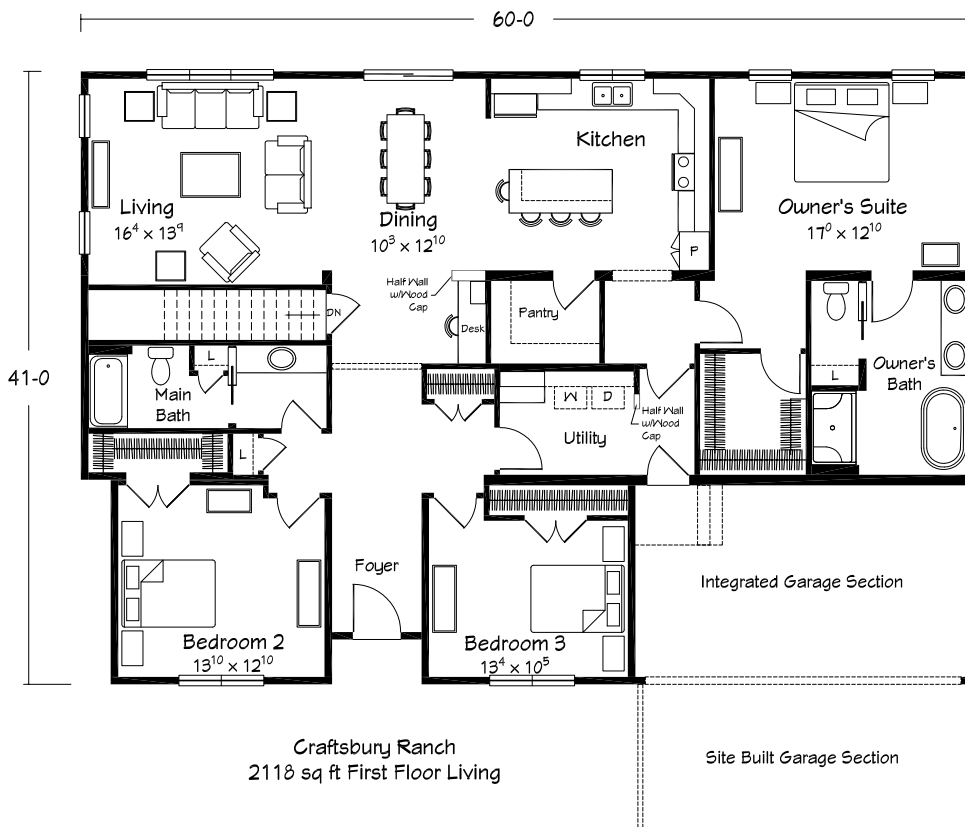 60-0
41-0
Kitchen
Living
16⁴ x 13⁹
Dining
10³ x 12¹⁰
Owner's Suite
17⁰ x 12¹⁰
P
Half Wall
w/Wood
Cap
DN
Desk
Pantry
L
Main
Bath
L
W
D
Half Wall
w/Wood
Cap
Utility
L
Owner's
Bath
Foyer
Bedroom 2
13¹⁰ x 12¹⁰
Bedroom 3
13⁴ x 10⁵
Integrated Garage Section
Craftsbury Ranch
2118 sq ft First Floor Living
Site Built Garage Section